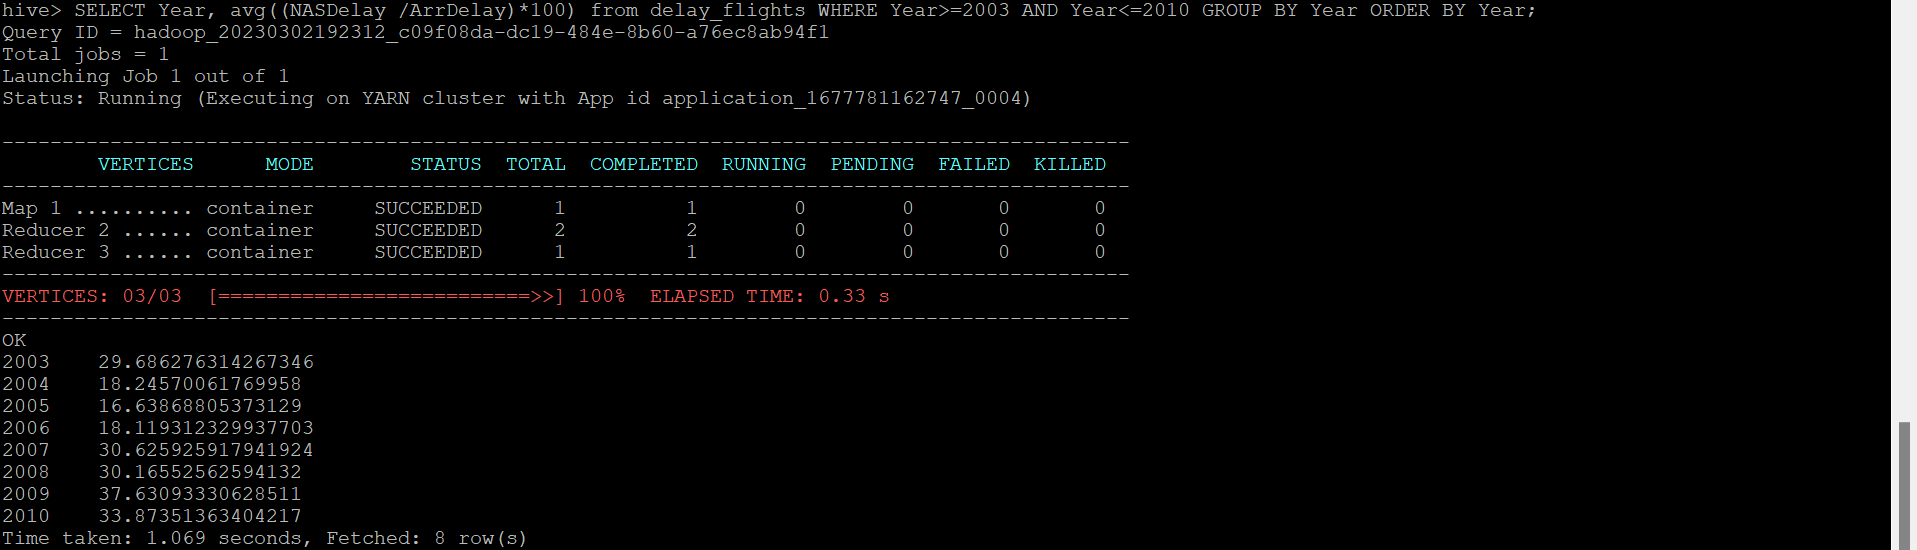 hive> SELECT Year, avg((NASDelay /ArrDelay)*100) from delay_flights WHERE Year>=2003 AND Year<=2010 GROUP BY Year ORDER BY Year;
Query ID = hadoop_20230302192312_c09f08da-dc19-484e-8b60-a76ec8ab94f1
Total jobs = 1
Launching Job 1 out of 1
Status: Running (Executing on YARN cluster with App id application_1677781162747_0004)
----------------------------------------------------------------------------------------------
        VERTICES      MODE        STATUS  TOTAL  COMPLETED  RUNNING  PENDING  FAILED  KILLED
----------------------------------------------------------------------------------------------
Map 1 .......... container     SUCCEEDED      1          1        0        0       0       0
Reducer 2 ...... container     SUCCEEDED      2          2        0        0       0       0
Reducer 3 ...... container     SUCCEEDED      1          1        0        0       0       0
----------------------------------------------------------------------------------------------
VERTICES: 03/03  [==========================>>] 100%  ELAPSED TIME: 0.33 s
----------------------------------------------------------------------------------------------
OK
2003    29.686276314267346
2004    18.24570061769958
2005    16.63868805373129
2006    18.119312329937703
2007    30.625925917941924
2008    30.16552562594132
2009    37.63093330628511
2010    33.87351363404217
Time taken: 1.069 seconds, Fetched: 8 row(s)